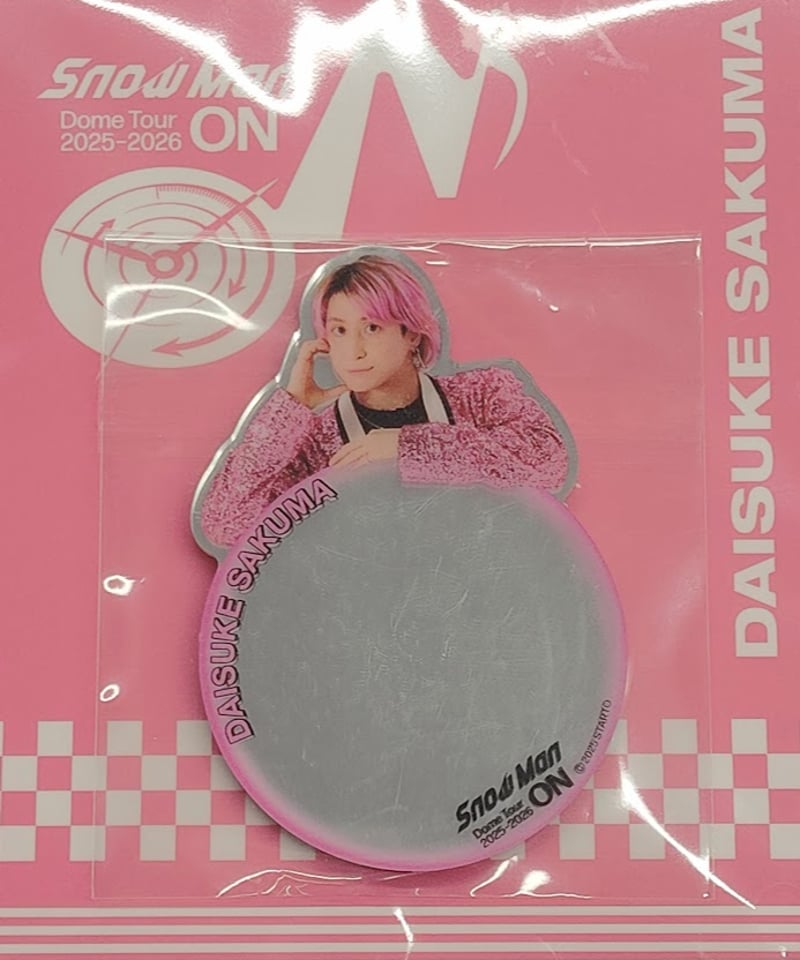 Snow Man
Dome Tour
2025-2026 ON
DAISUKE SAKUMA
DAISUKE SAKUMA
Snow Man
Dome Tour
2025-2026 ON
© 2025 STARTO